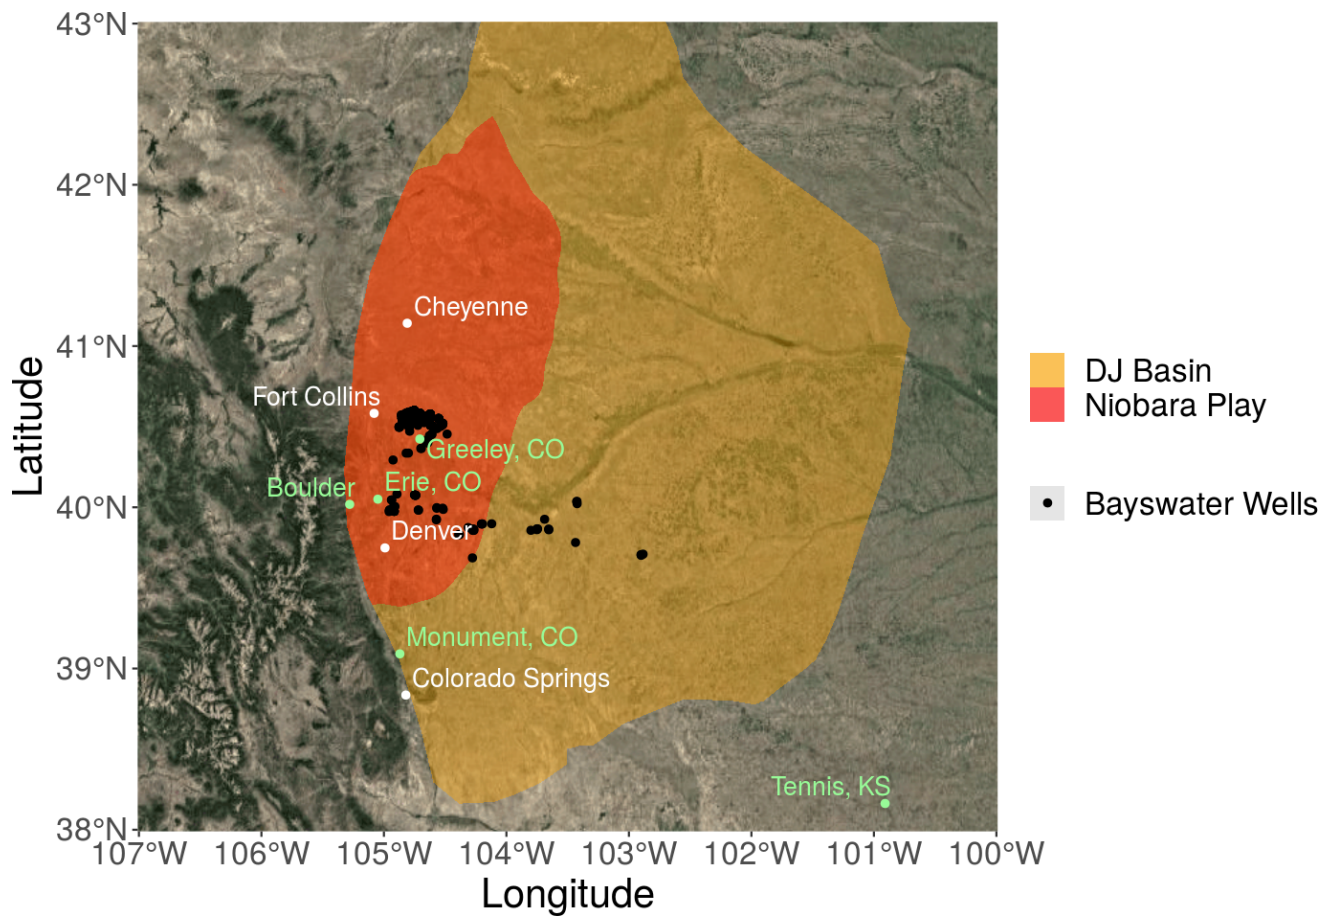 43°N
42°N
41°N
40°N
39°N
38°N
Latitude
Cheyenne
Fort Collins
Greeley, CO
Erie, CO
Boulder
Denver
Monument, CO
Colorado Springs
Tennis, KS
107°W 106°W 105°W 104°W 103°W 102°W 101°W 100°W
Longitude
DJ Basin
Niobara Play
Bayswater Wells